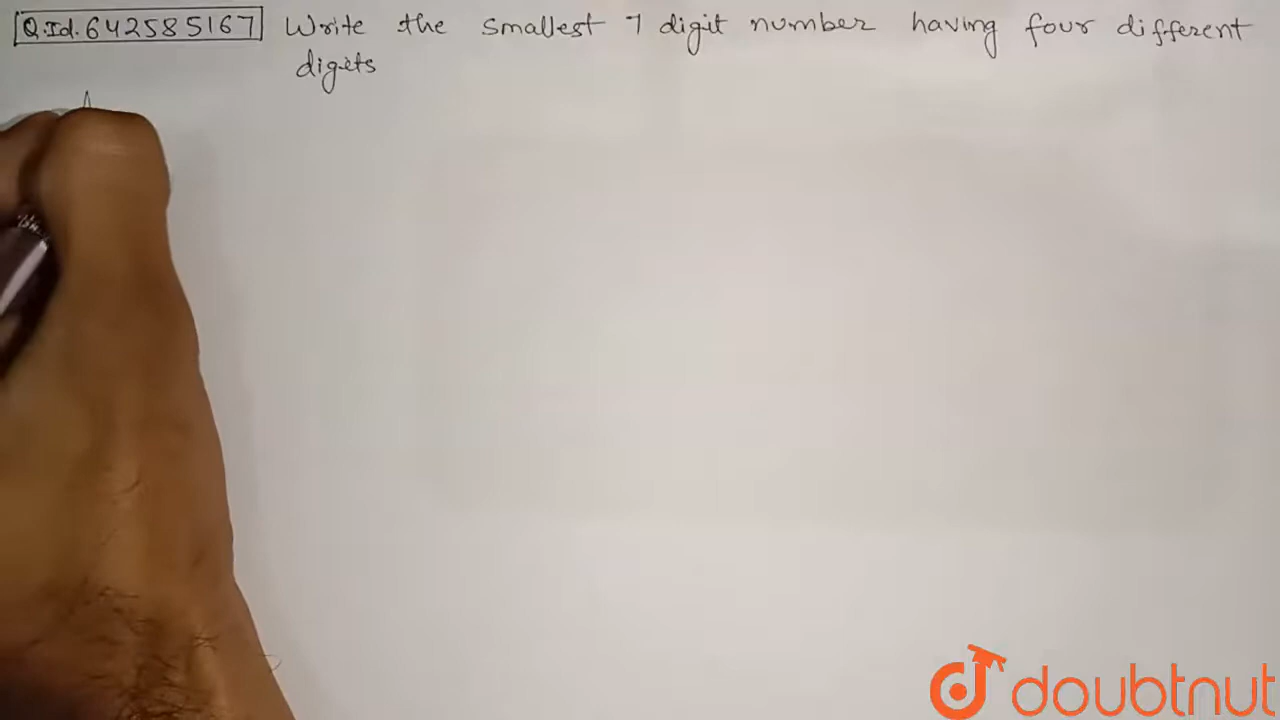 Q.Id. 642585167 Write the smallest 7 digit number having four different
digits
doubtnut